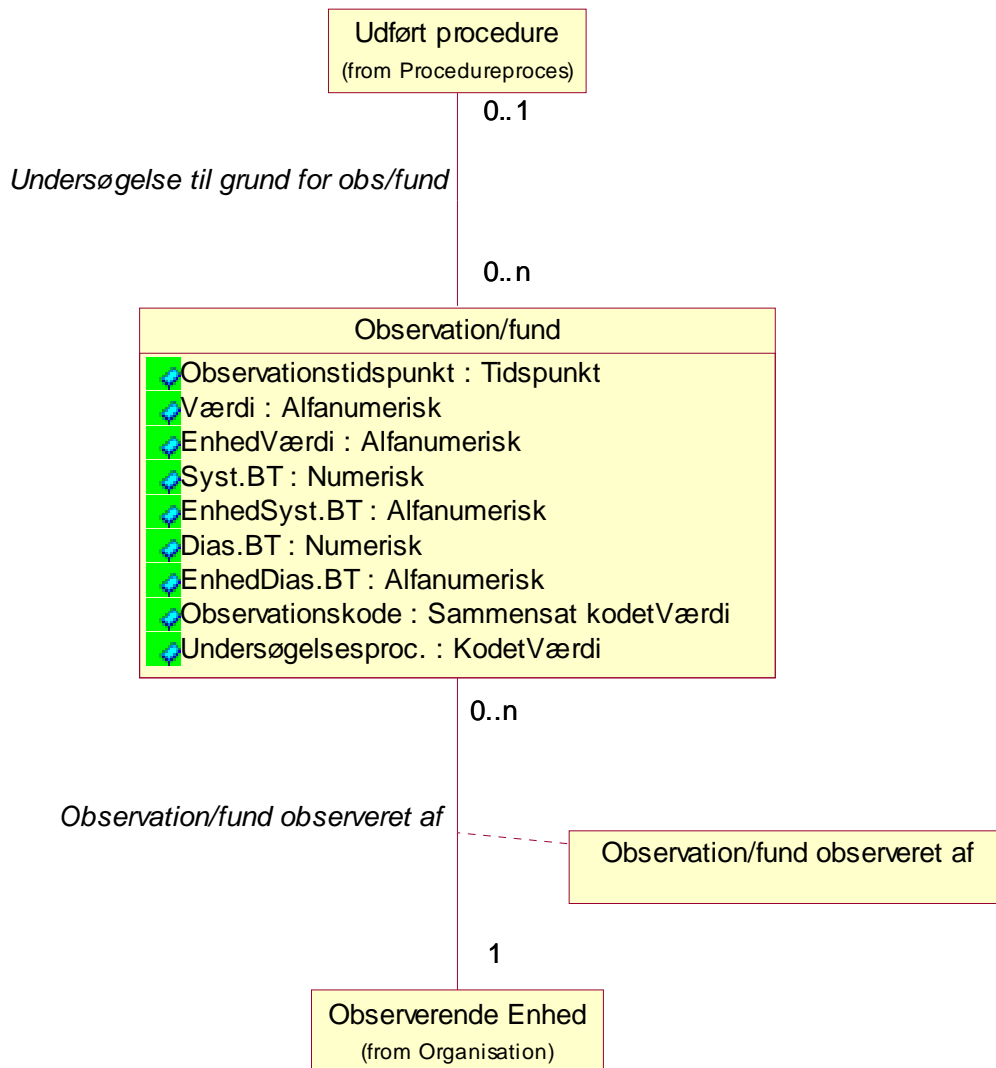 Udført procedure
(from Procedureproces)
0..1
Undersøgelse til grund for obs/fund
0..n
Observation/fund
Observationstidspunkt : Tidspunkt
Værdi : Alfanumerisk
EnhedVærdi : Alfanumerisk
Syst.BT : Numerisk
EnhedSyst.BT : Alfanumerisk
Dias.BT : Numerisk
EnhedDias.BT : Alfanumerisk
Observationskode : Sammensat kodetVærdi
Undersøgelsesproc. : KodetVærdi
0..n
Observation/fund observeret af
Observation/fund observeret af
1
Observerende Enhed
(from Organisation)